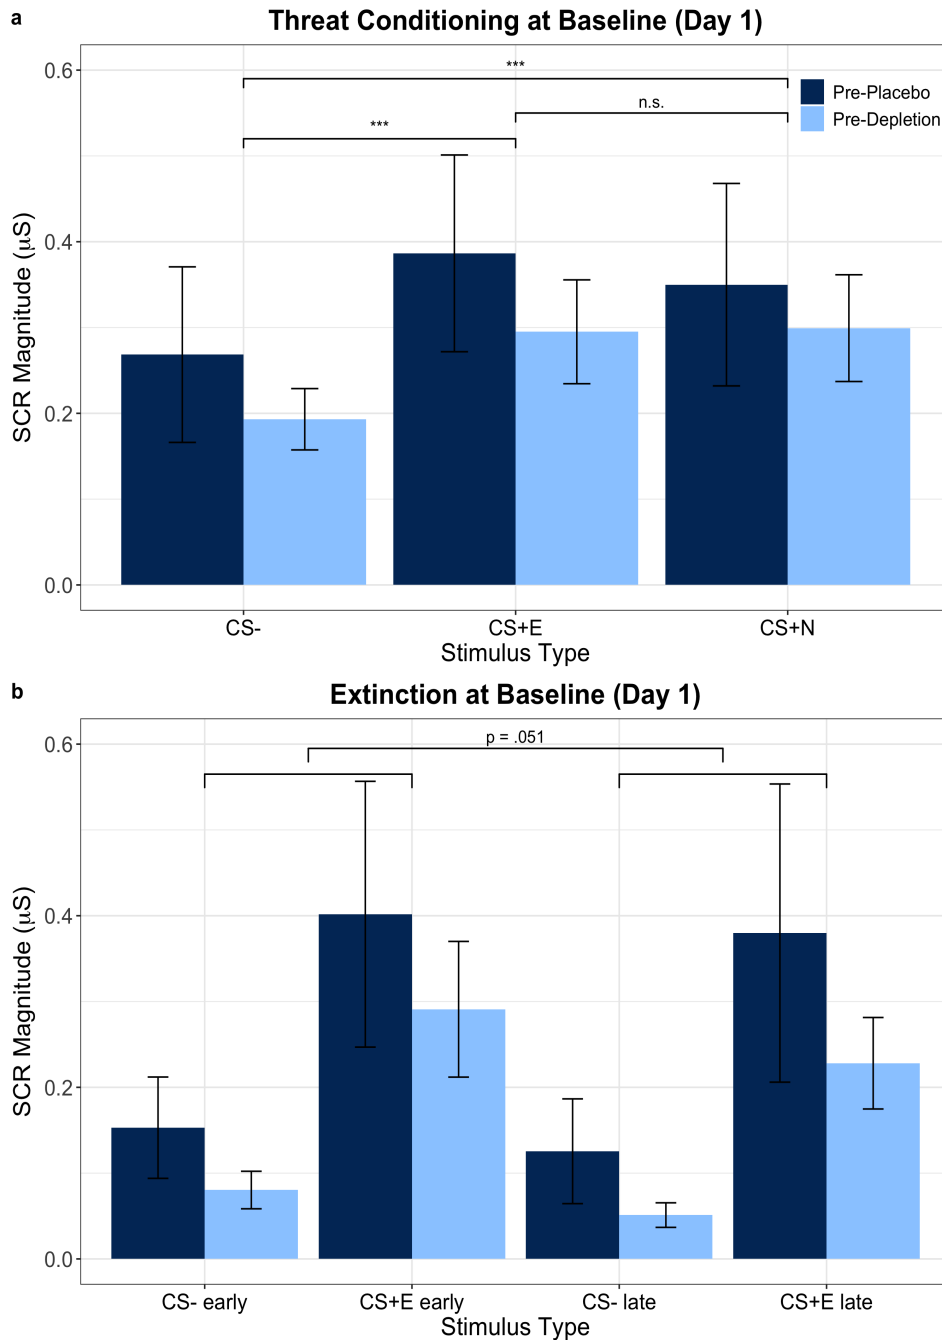 a
Threat Conditioning at Baseline (Day 1)
0.6
***
n.s.
***
Pre-Placebo
Pre-Depletion
0.4
0.2
0.0
SCR Magnitude (μS)
CS-
CS+E
CS+N
Stimulus Type
b
Extinction at Baseline (Day 1)
0.6
p = .051
0.4
0.2
0.0
SCR Magnitude (μS)
CS- early
CS+E early
CS- late
CS+E late
Stimulus Type